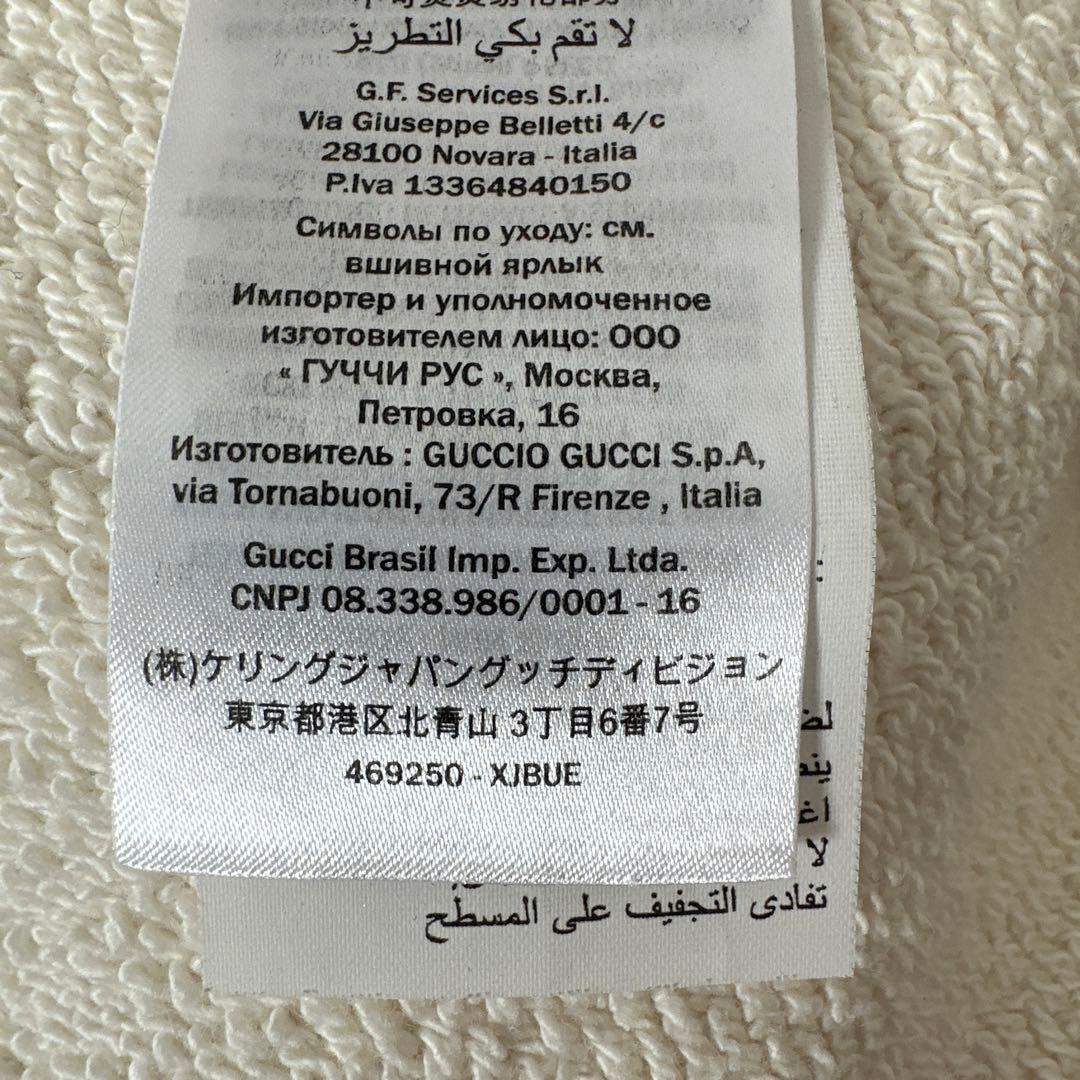 لا تقم بكي التطريز
G.F. Services S.r.l.
Via Giuseppe Belletti 4/c
28100 Novara - Italia
P.Iva 13364840150
Символы по уходу: см.
вшивной ярлык
Импортер и уполномоченное
изготовителем лицо: ООО
« ГУЧЧИ РУС », Москва,
Петровка, 16
Изготовитель : GUCCIO GUCCI S.p.A,
via Tornabuoni, 73/R Firenze , Italia
Gucci Brasil Imp. Exp. Ltda.
CNPJ 08.338.986/0001 - 16
(株)ケリングジャパングッチディビジョン
東京都港区北青山 3丁目6番7号
469250 - XJBUE
لا
تفادى التجفيف على المسطح